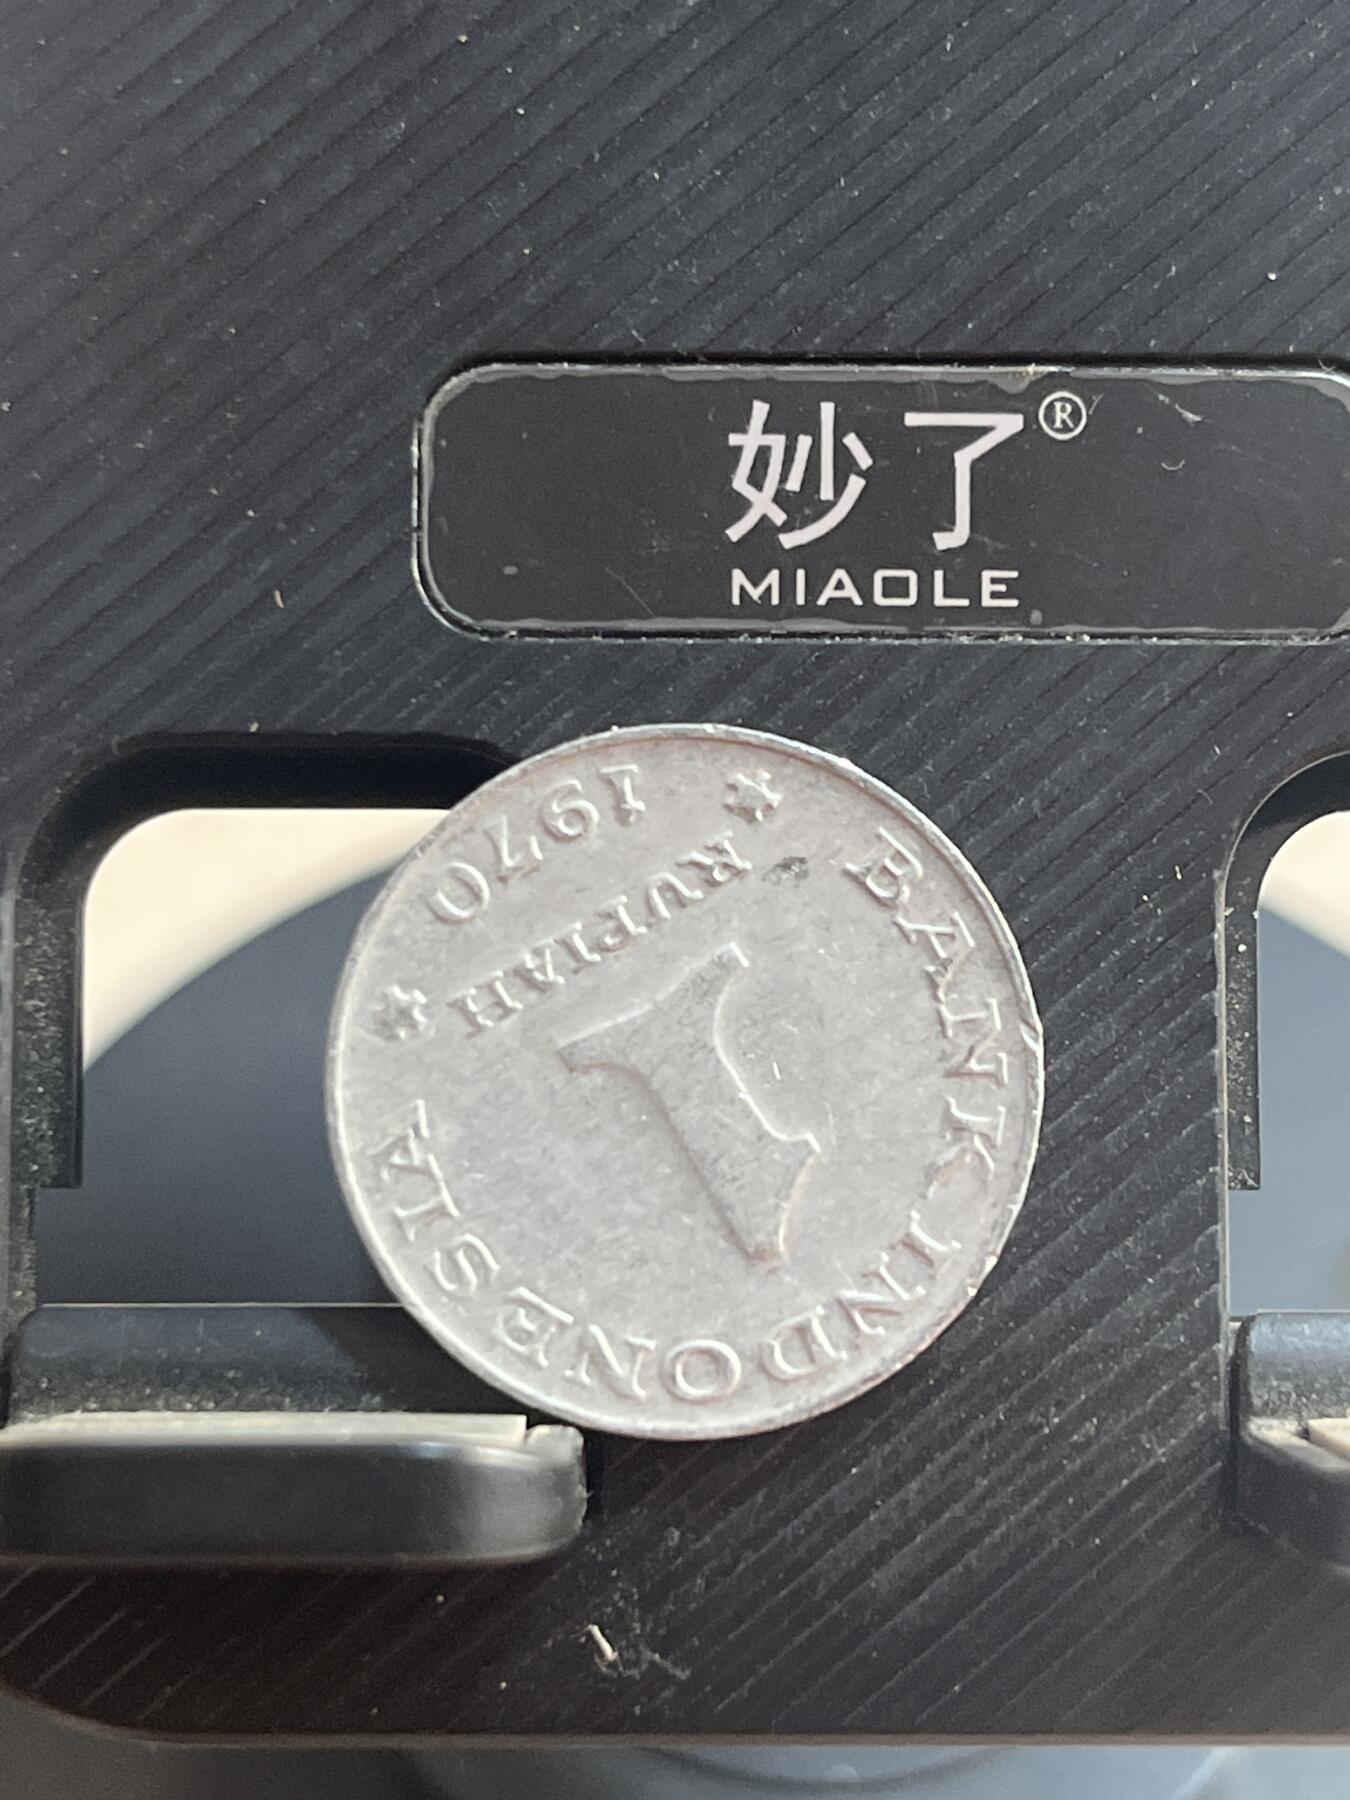 妙了®
MIAOLE
BANK INDONESIA
1
RUPIAH
1970